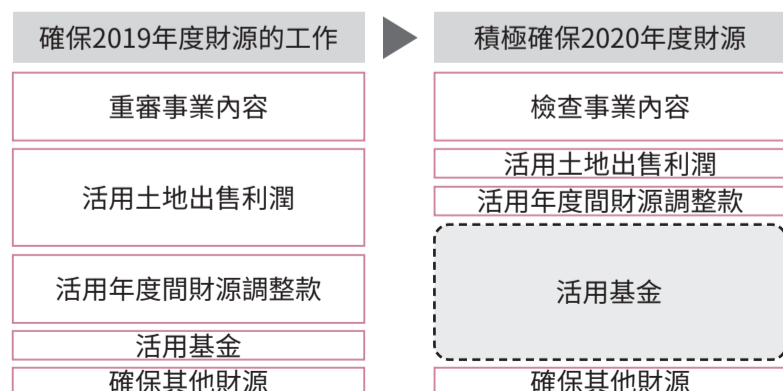 確保2019年度財源的工作
重審事業內容
活用土地出售利潤
活用年度間財源調整款
活用基金
確保其他財源
積極確保2020年度財源
檢查事業內容
活用土地出售利潤
活用年度間財源調整款
活用基金
確保其他財源